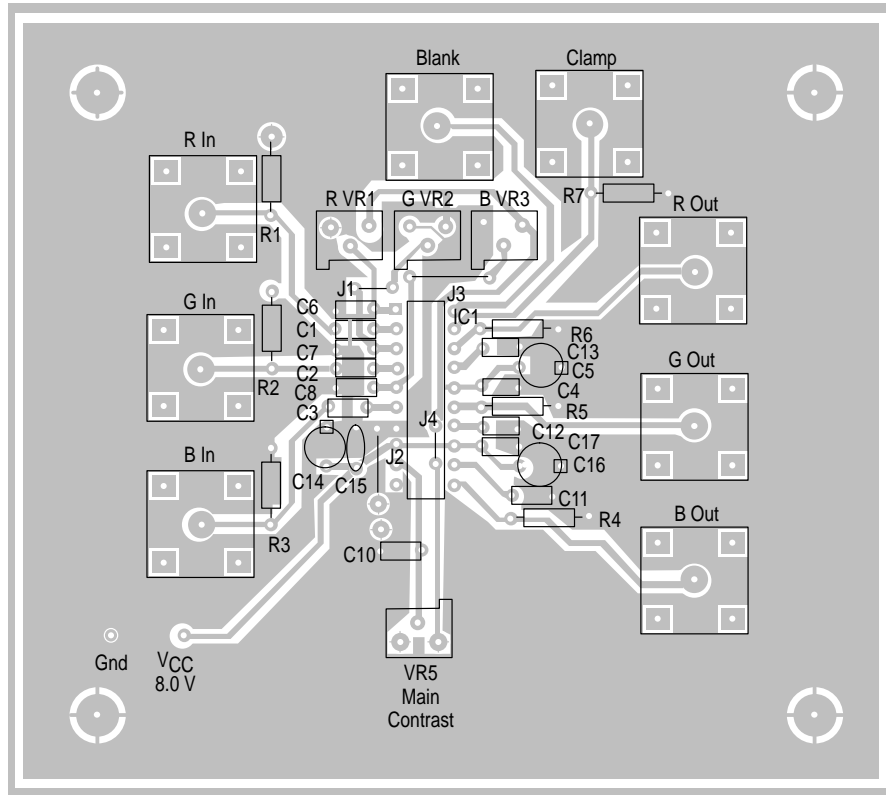 Blank
Clamp
R In
R VR1
G VR2
B VR3
R7
R Out
R1
J1
J3
C6
IC1
G In
C1
R6
C13
C7
C5
C2
G Out
R2
C8
C4
C3
R5
J4
C12
C17
B In
J2
C16
C14
C15
C11
R4
B Out
R3
C10
Gnd
VCC
8.0 V
VR5
Main
Contrast